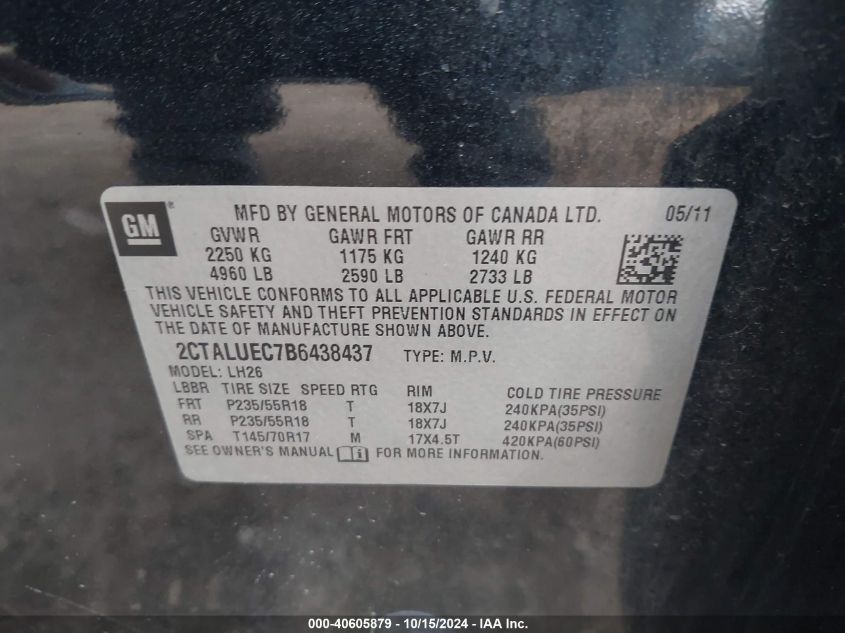 GM ® MFD BY GENERAL MOTORS OF CANADA LTD. 05/11
GVWR GAWR FRT GAWR RR
2250 KG 1175 KG 1240 KG
4960 LB 2590 LB 2733 LB
THIS VEHICLE CONFORMS TO ALL APPLICABLE U.S. FEDERAL MOTOR
VEHICLE SAFETY AND THEFT PREVENTION STANDARDS IN EFFECT ON
THE DATE OF MANUFACTURE SHOWN ABOVE.
2CTALUEC7B6438437 TYPE: M.P.V.
MODEL: LH26
LBBR TIRE SIZE SPEED RTG RIM COLD TIRE PRESSURE
FRT P235/55R18 T 18X7J 240KPA(35PSI)
RR P235/55R18 T 18X7J 240KPA(35PSI)
SPA T145/70R17 M 17X4.5T 420KPA(60PSI)
SEE OWNER'S MANUAL FOR MORE INFORMATION.
000-40605879 - 10/15/2024 - IAA Inc.